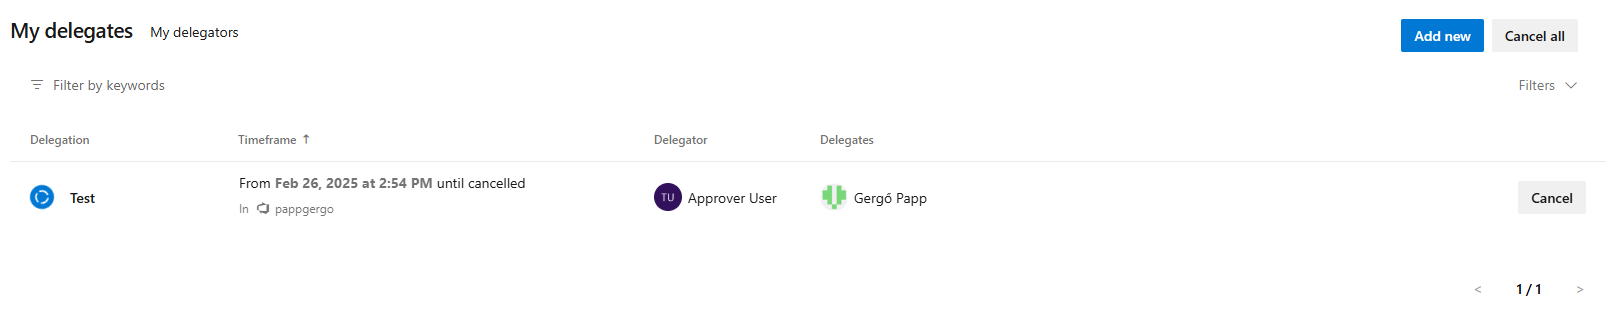 My delegates My delegators Add new Cancel all
Filter by keywords Filters
Delegation Timeframe ↑ Delegator Delegates
Test From Feb 26, 2025 at 2:54 PM until cancelled TU Approver User Gergő Papp Cancel
In pappgergo
< 1 / 1 >